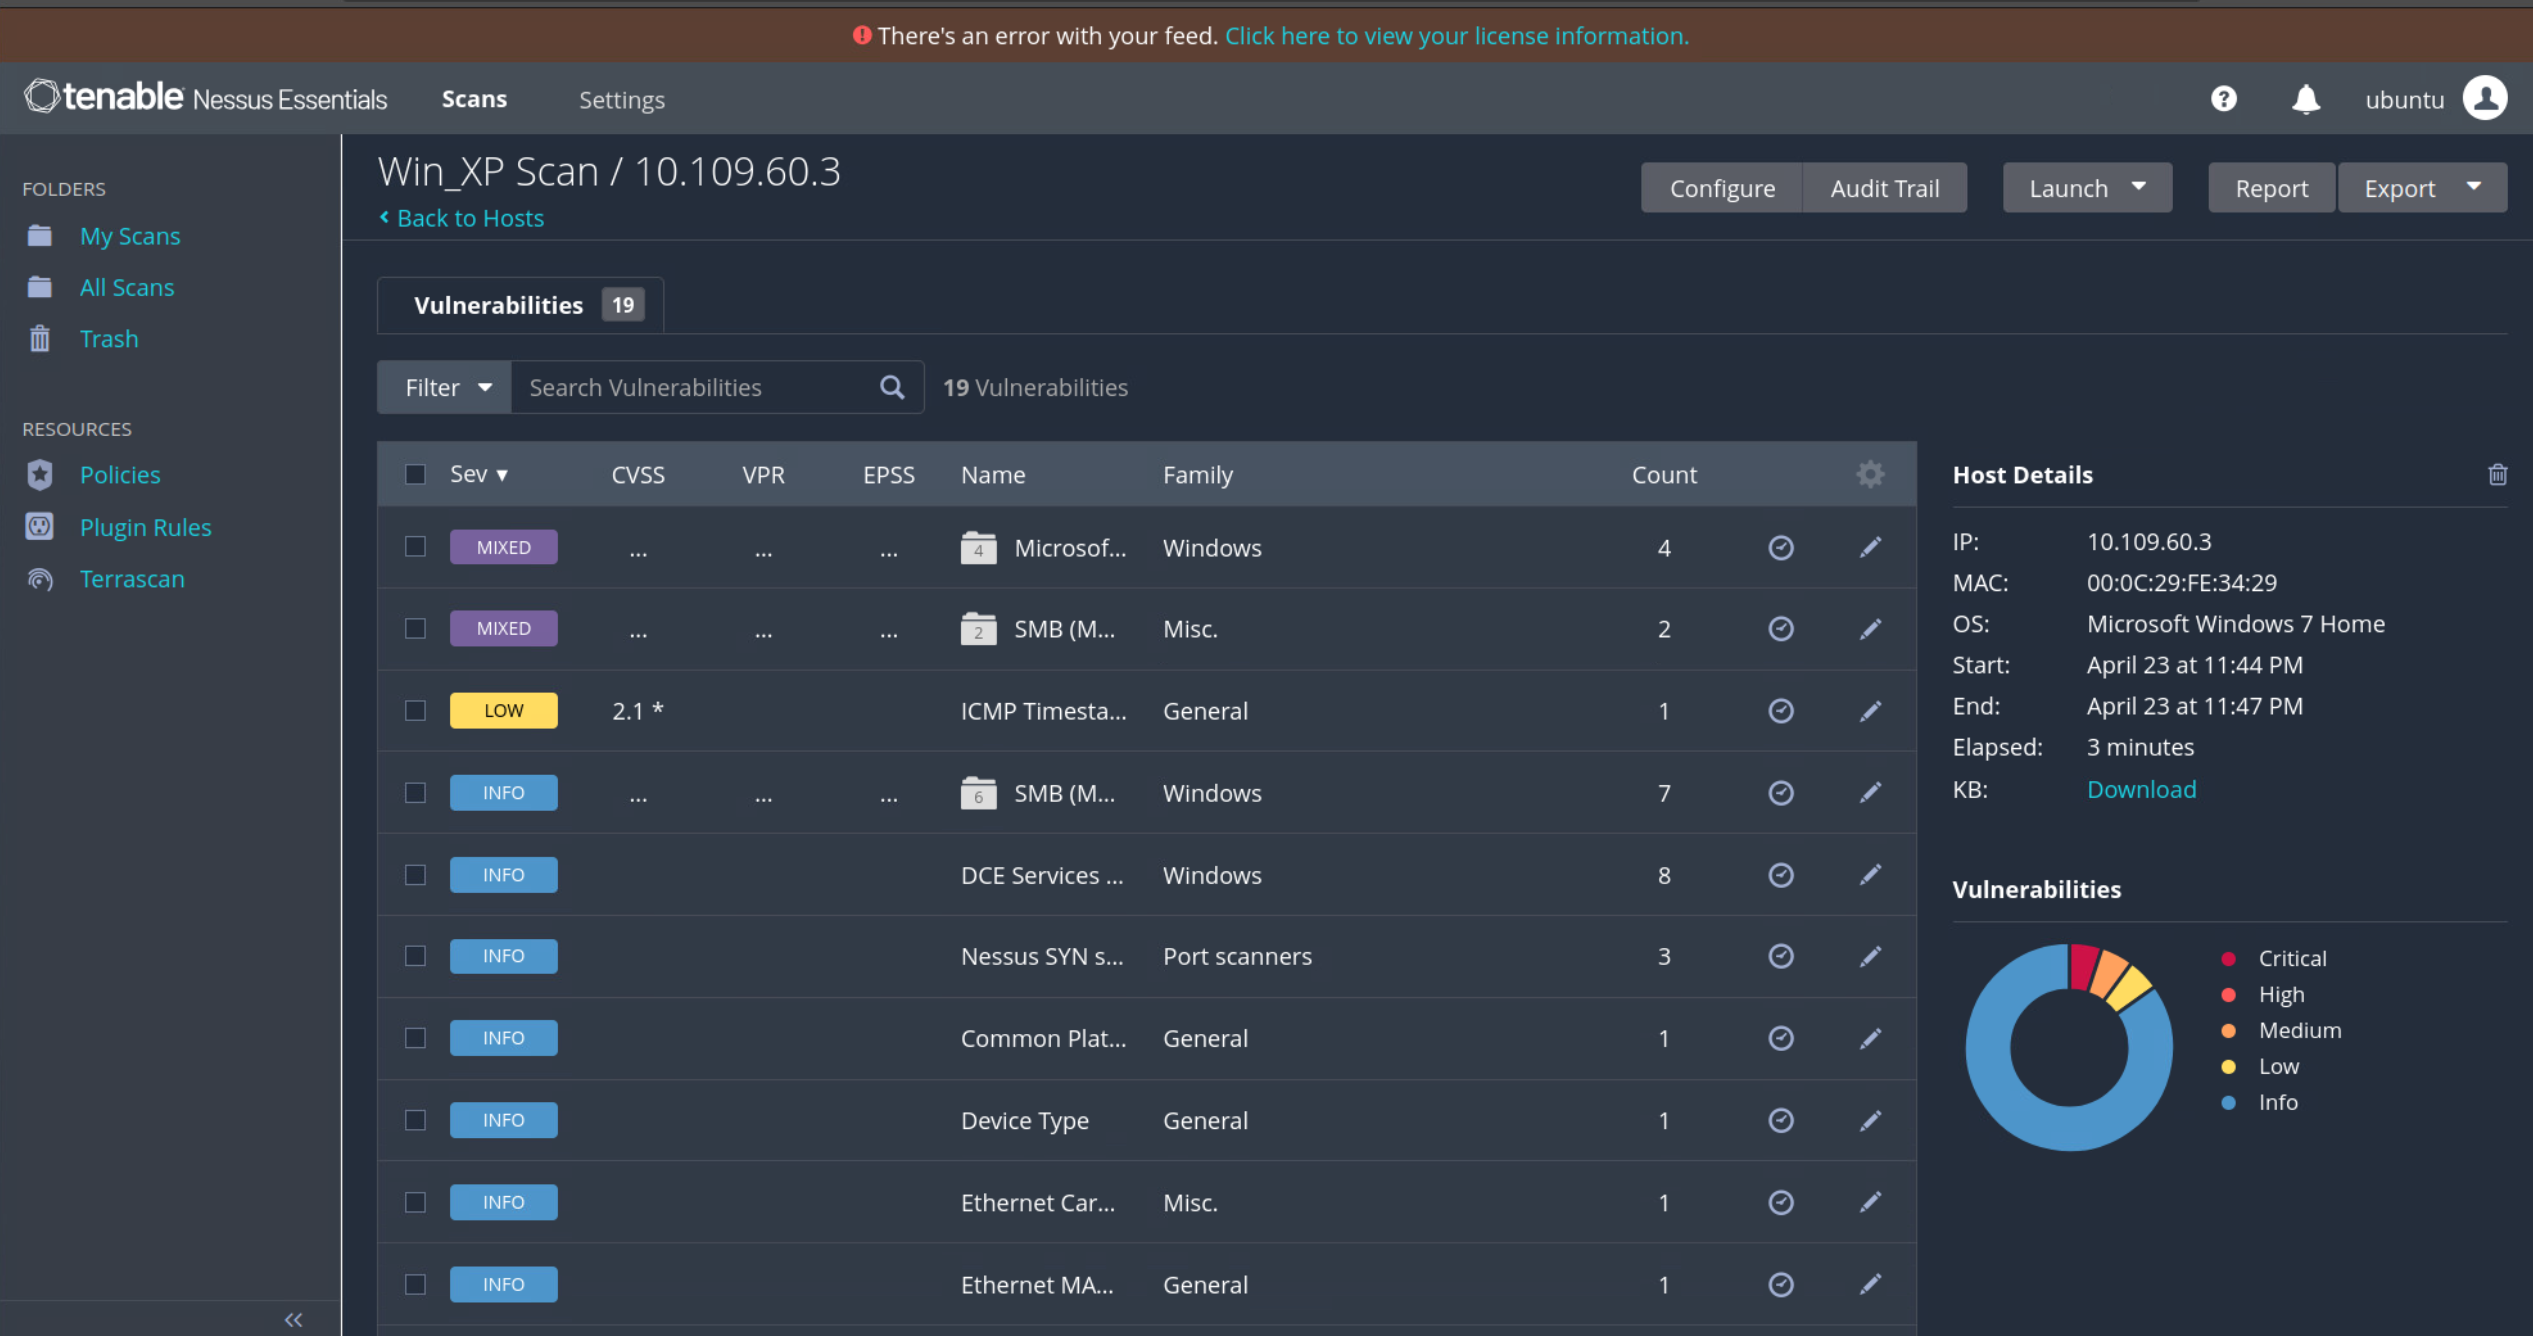 There's an error with your feed. Click here to view your license information.
tenable Nessus Essentials Scans Settings ubuntu
FOLDERS
My Scans
All Scans
Trash
RESOURCES
Policies
Plugin Rules
Terrascan
Win_XP Scan / 10.109.60.3
Back to Hosts
Configure Audit Trail Launch Report Export
Vulnerabilities 19
Filter Search Vulnerabilities 19 Vulnerabilities
Sev CVSS VPR EPSS Name Family Count
MIXED ... ... ... 4 Microsof... Windows 4
MIXED ... ... ... 2 SMB (M... Misc. 2
LOW 2.1 * ICMP Timesta... General 1
INFO ... ... ... 6 SMB (M... Windows 7
INFO DCE Services ... Windows 8
INFO Nessus SYN s... Port scanners 3
INFO Common Plat... General 1
INFO Device Type General 1
INFO Ethernet Car... Misc. 1
INFO Ethernet MA... General 1
Host Details
IP: 10.109.60.3
MAC: 00:0C:29:FE:34:29
OS: Microsoft Windows 7 Home
Start: April 23 at 11:44 PM
End: April 23 at 11:47 PM
Elapsed: 3 minutes
KB: Download
Vulnerabilities
Critical
High
Medium
Low
Info